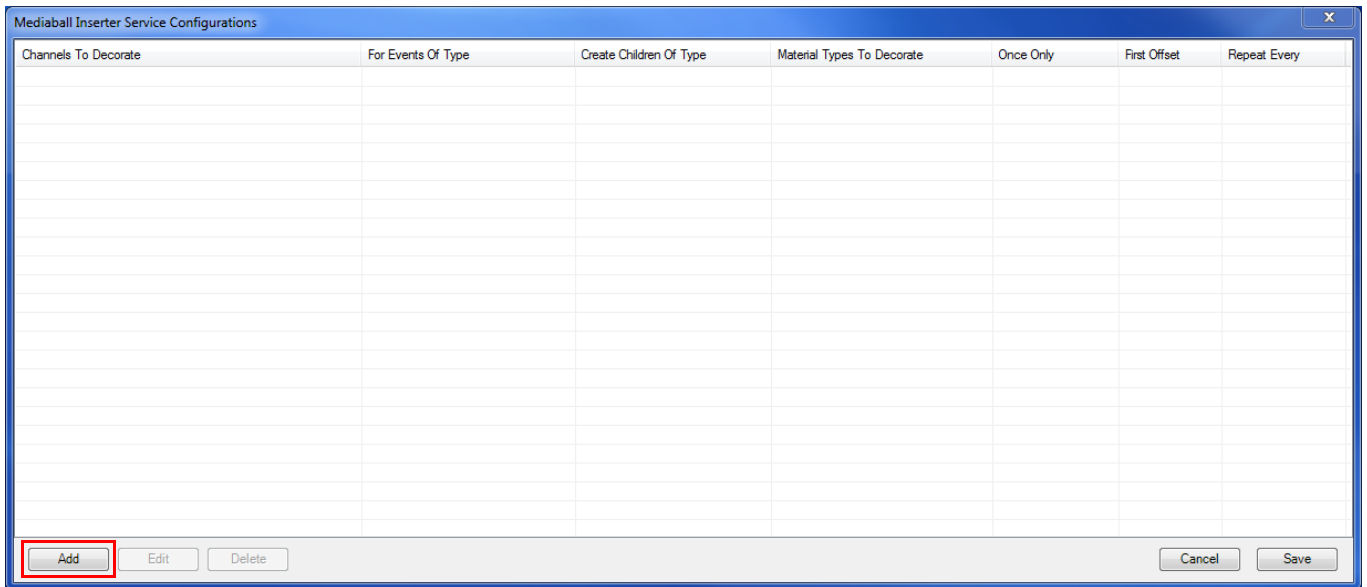 Mediaball Inserter Service Configurations
x
Channels To Decorate For Events Of Type Create Children Of Type Material Types To Decorate Once Only First Offset Repeat Every
Add Edit Delete Cancel Save